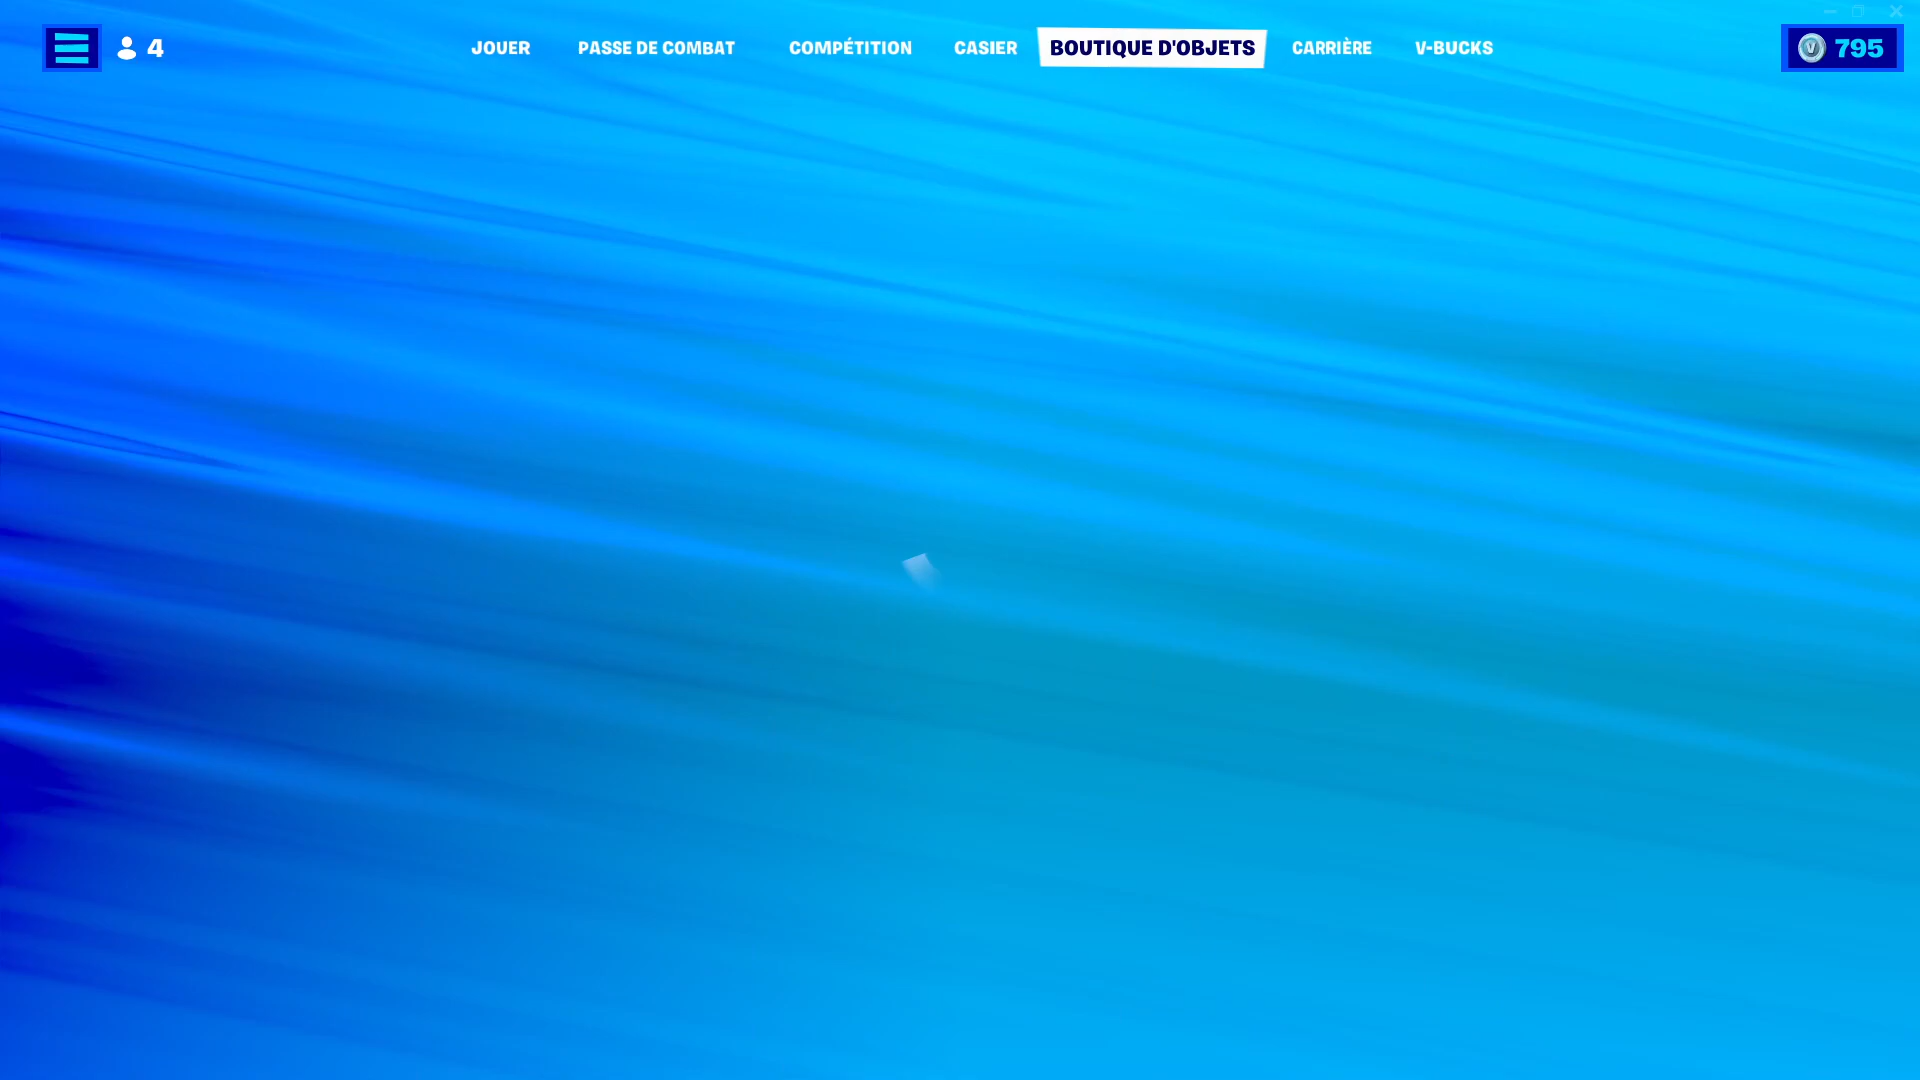 4
JOUER
PASSE DE COMBAT
COMPÉTITION
CASIER
BOUTIQUE D'OBJETS
CARRIÈRE
V-BUCKS
V 795